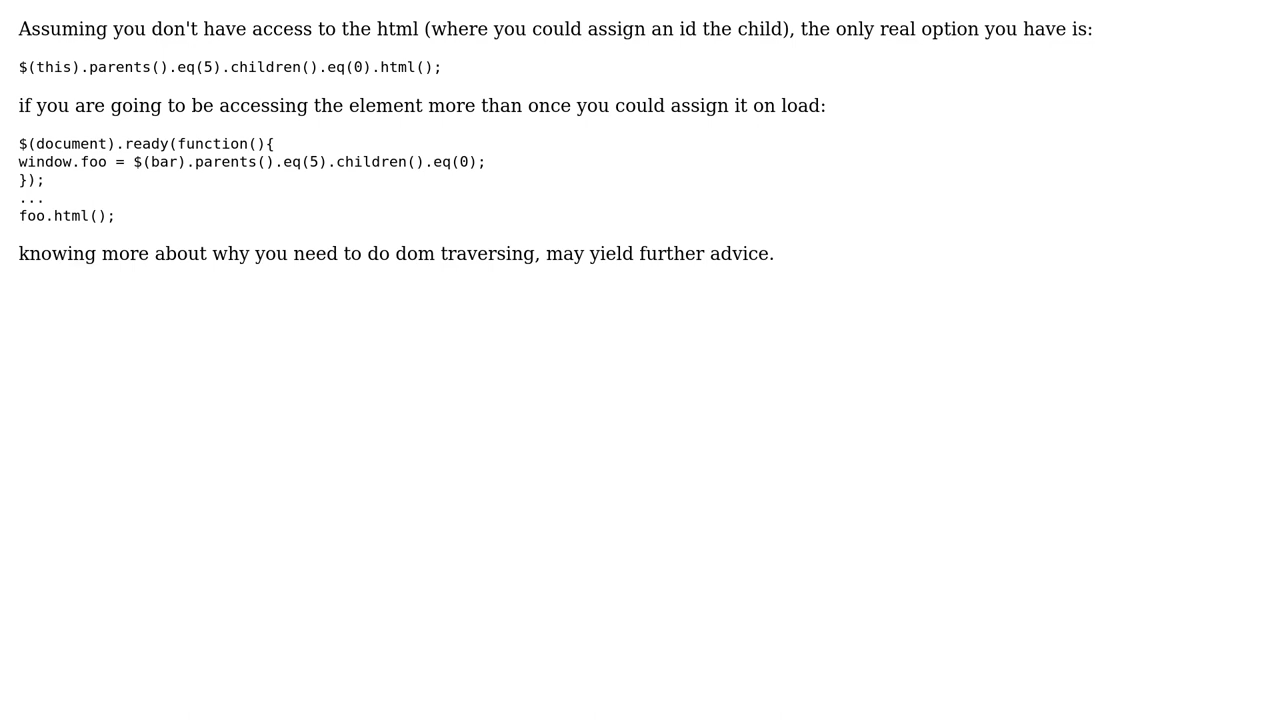 Assuming you don't have access to the html (where you could assign an id the child), the only real option you have is:
$(this).parents().eq(5).children().eq(0).html();
if you are going to be accessing the element more than once you could assign it on load:
$(document).ready(function(){
window.foo = $(bar).parents().eq(5).children().eq(0);
});
...
foo.html();
knowing more about why you need to do dom traversing, may yield further advice.